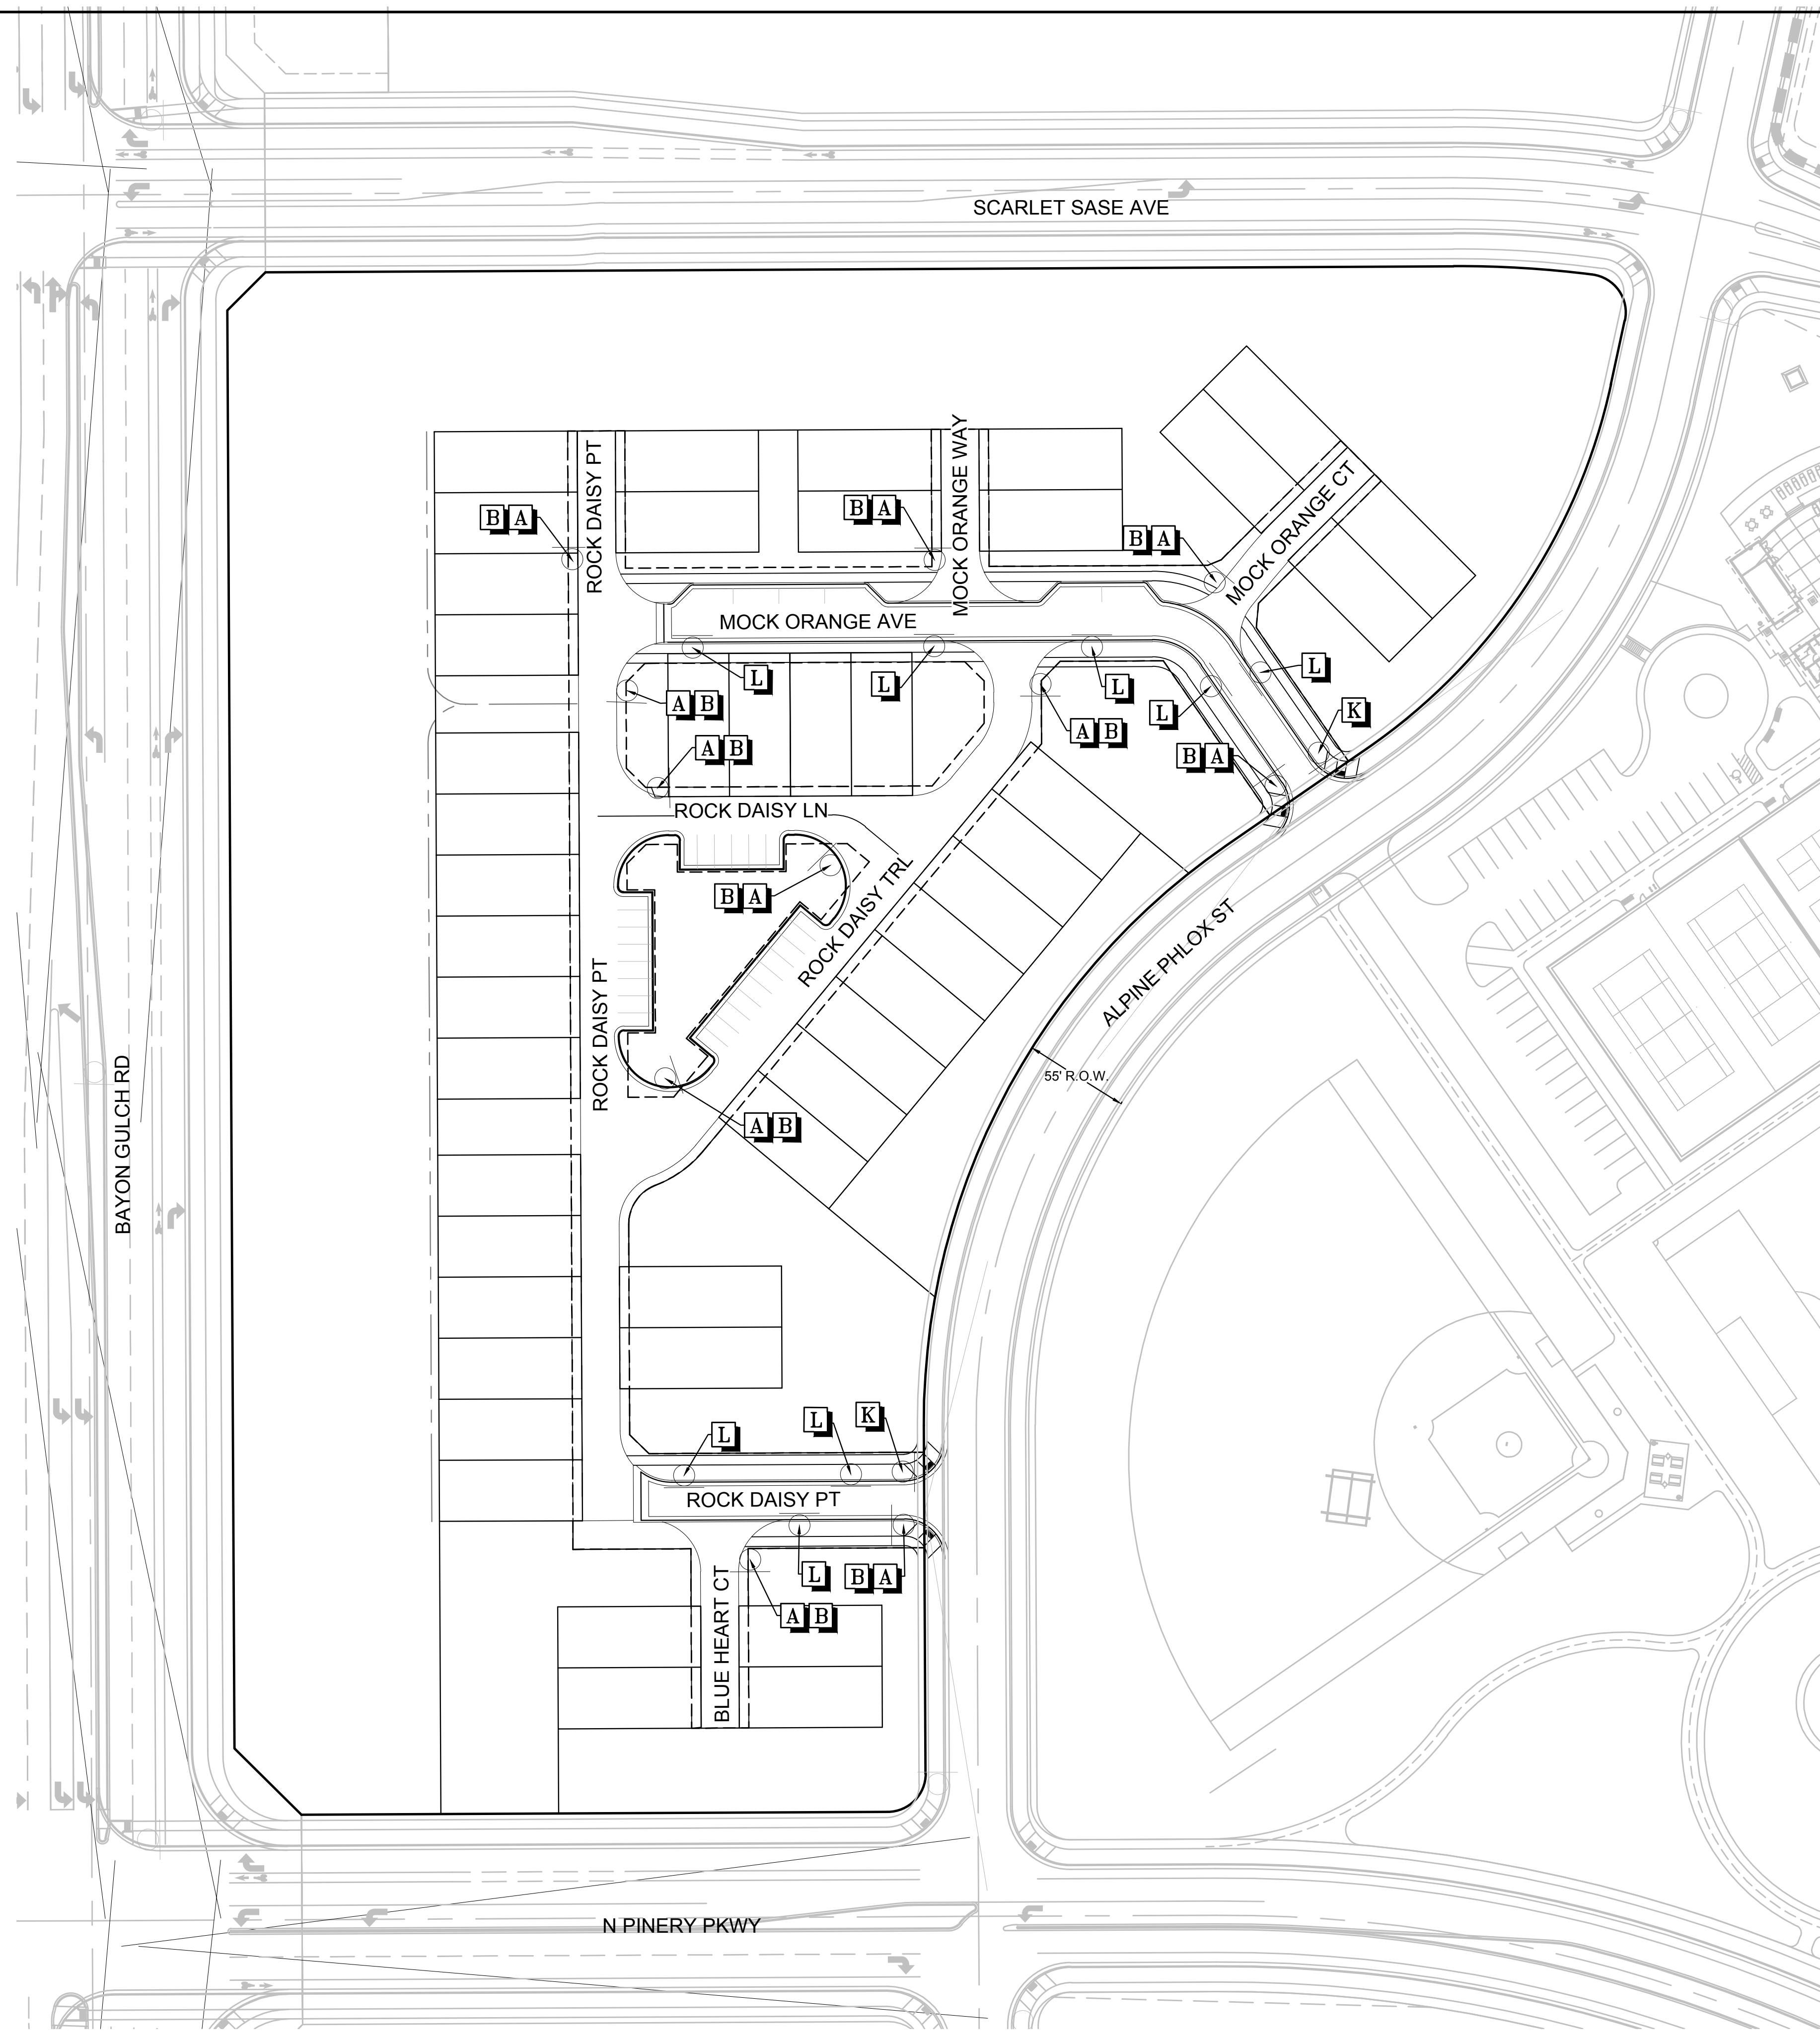 SCARLET SASE AVE
ROCK DAISY PT
MOCK ORANGE WAY
MOCK ORANGE CT
B A
B A
B A
MOCK ORANGE AVE
L
L
L
L
L
K
A B
A B
A B
B A
ROCK DAISY LN
B A
ROCK DAISY TRL
ROCK DAISY PT
ALPINE PHLOX ST
55' R.O.W.
A B
BAYON GULCH RD
L
L
K
ROCK DAISY PT
L
B A
A B
BLUE HEART CT
N PINERY PKWY